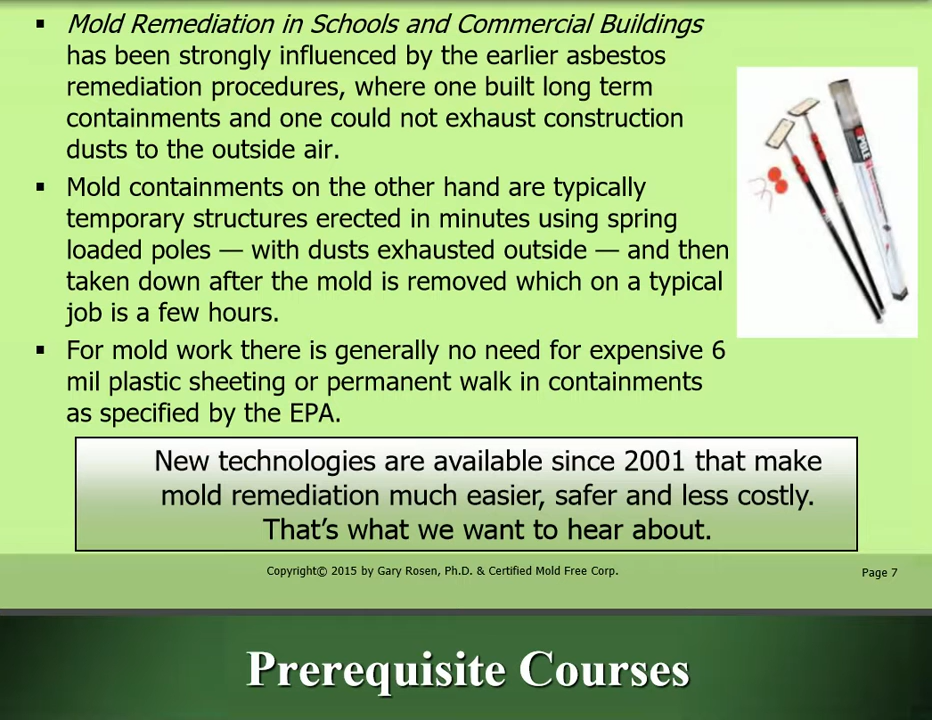 ▪ Mold Remediation in Schools and Commercial Buildings
has been strongly influenced by the earlier asbestos
remediation procedures, where one built long term
containments and one could not exhaust construction
dusts to the outside air.
▪ Mold containments on the other hand are typically
temporary structures erected in minutes using spring
loaded poles — with dusts exhausted outside — and then
taken down after the mold is removed which on a typical
job is a few hours.
▪ For mold work there is generally no need for expensive 6
mil plastic sheeting or permanent walk in containments
as specified by the EPA.
POLE
New technologies are available since 2001 that make
mold remediation much easier, safer and less costly.
That’s what we want to hear about.
Copyright© 2015 by Gary Rosen, Ph.D. & Certified Mold Free Corp.
Page 7
Prerequisite Courses